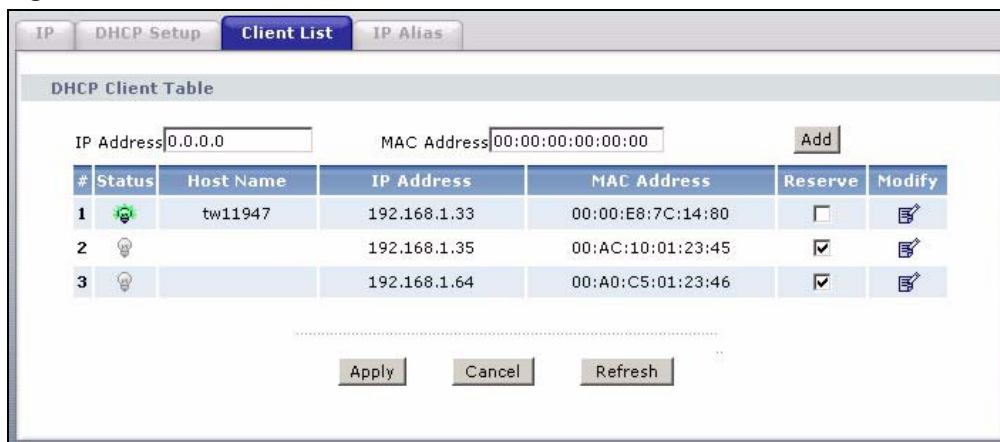 IP DHCP Setup Client List IP Alias
DHCP Client Table
IP Address 0.0.0.0 MAC Address 00:00:00:00:00:00 Add
# Status Host Name IP Address MAC Address Reserve Modify
1 tw11947 192.168.1.33 00:00:E8:7C:14:80
2 192.168.1.35 00:AC:10:01:23:45
3 192.168.1.64 00:A0:C5:01:23:46
Apply Cancel Refresh